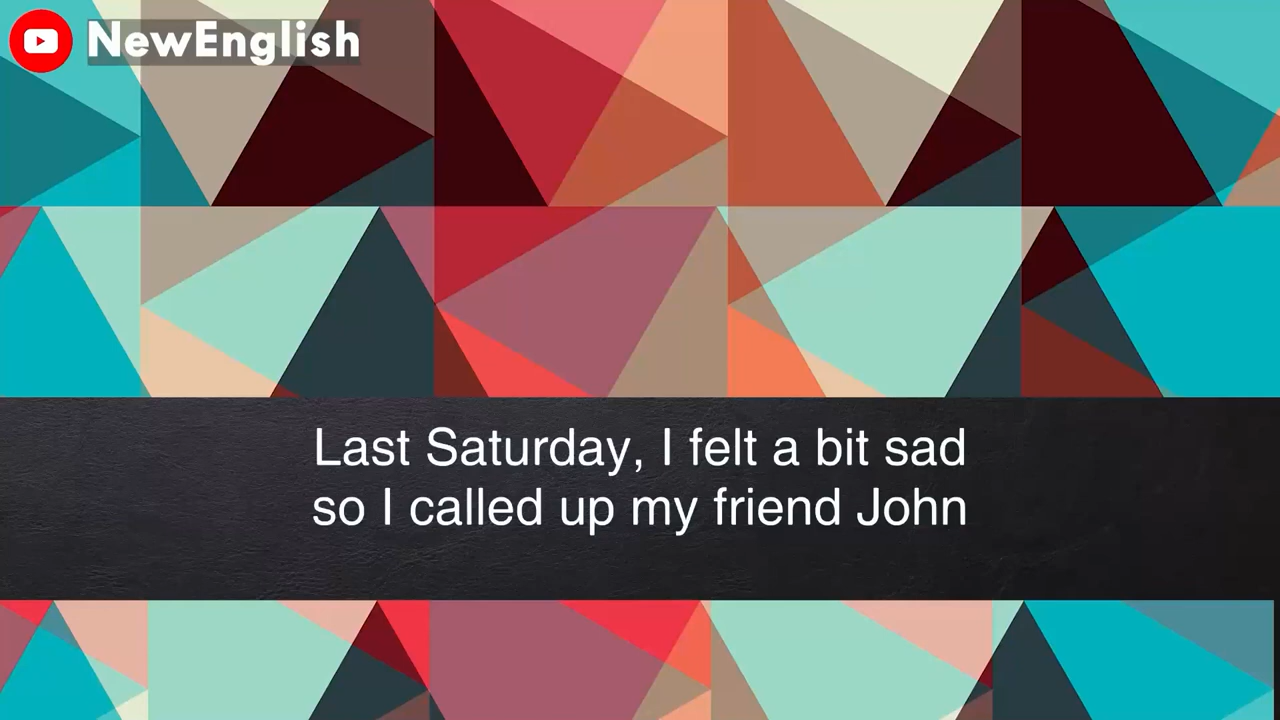 NewEnglish
Last Saturday, I felt a bit sad
so I called up my friend John